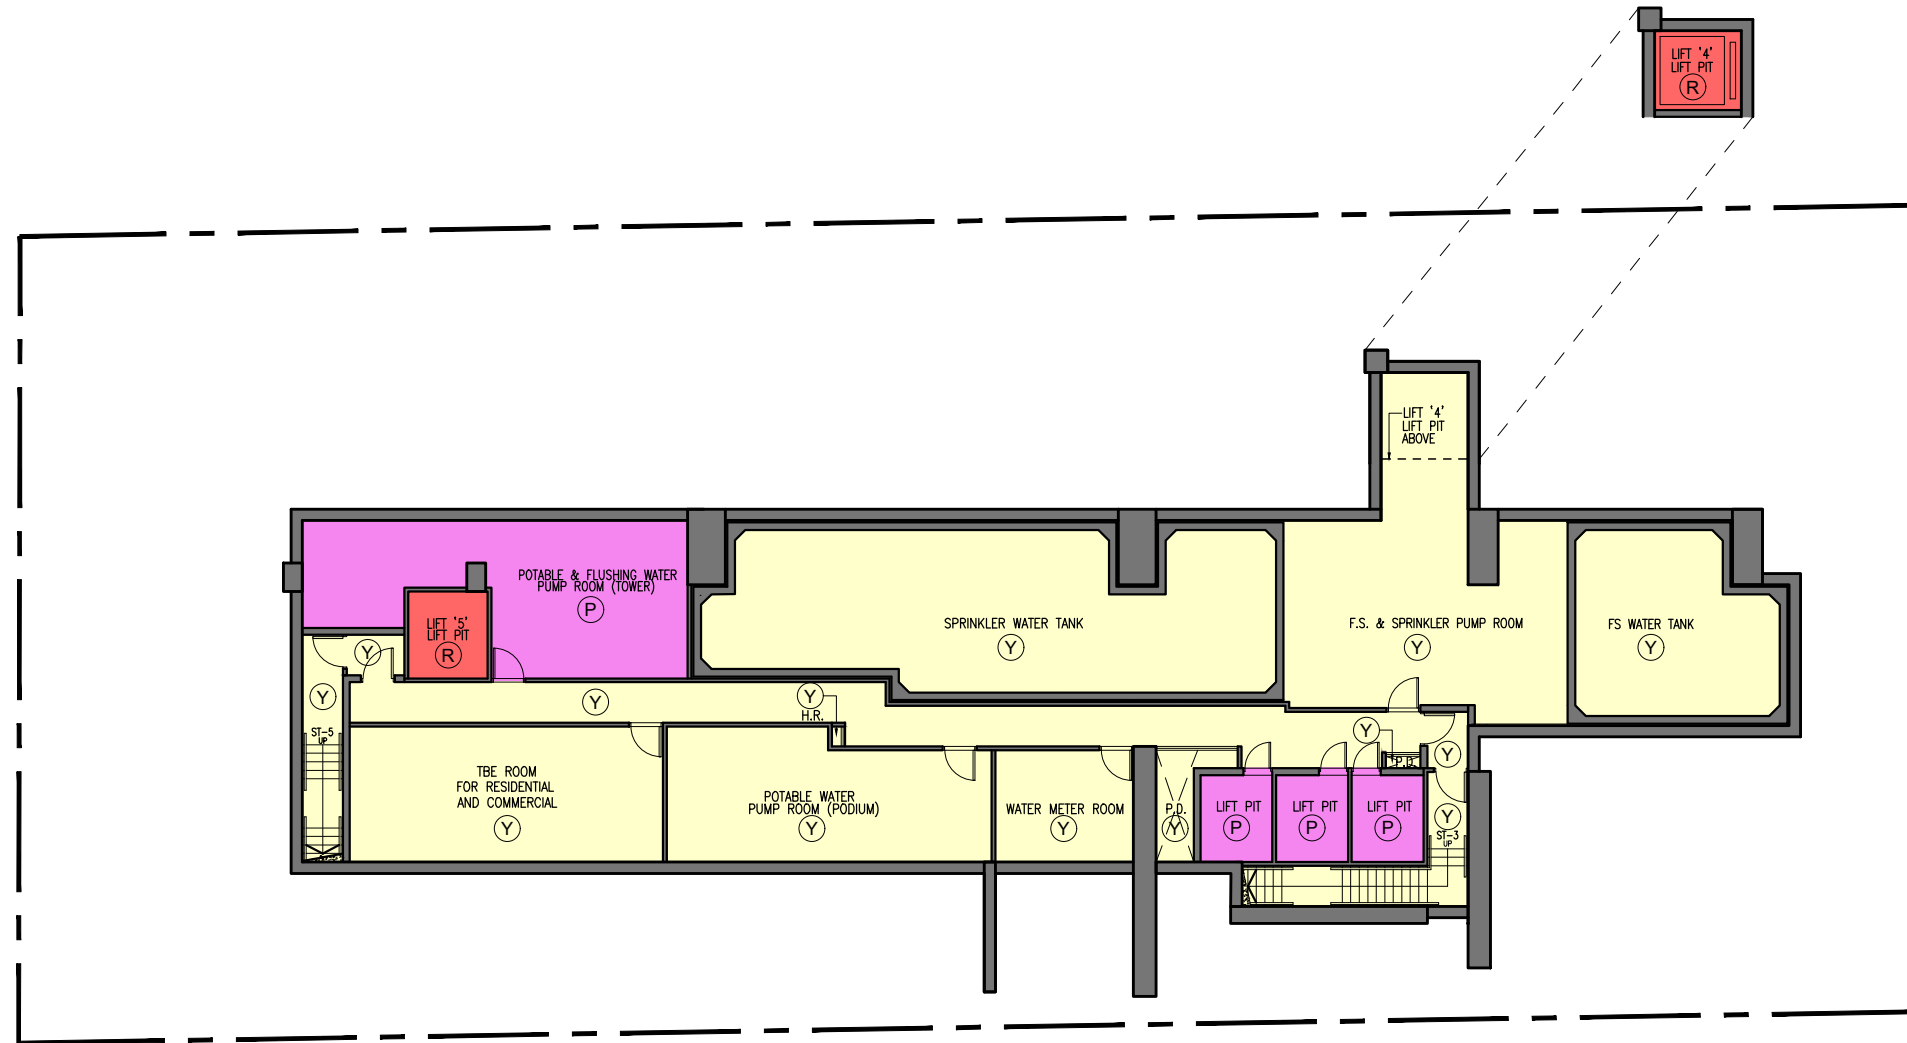 LIFT '4'
LIFT PIT
R
LIFT '4'
LIFT PIT
ABOVE
POTABLE & FLUSHING WATER
PUMP ROOM (TOWER)
P
LIFT '5'
LIFT PIT
R
SPRINKLER WATER TANK
Y
F.S. & SPRINKLER PUMP ROOM
Y
FS WATER TANK
Y
Y
Y
Y
Y
H.R.
ST-5
UP
Y
P.D.
Y
TBE ROOM
FOR RESIDENTIAL
AND COMMERCIAL
Y
POTABLE WATER
PUMP ROOM (PODIUM)
Y
WATER METER ROOM
Y
P.D.
Y
LIFT PIT
P
LIFT PIT
P
LIFT PIT
P
Y
ST-3
UP